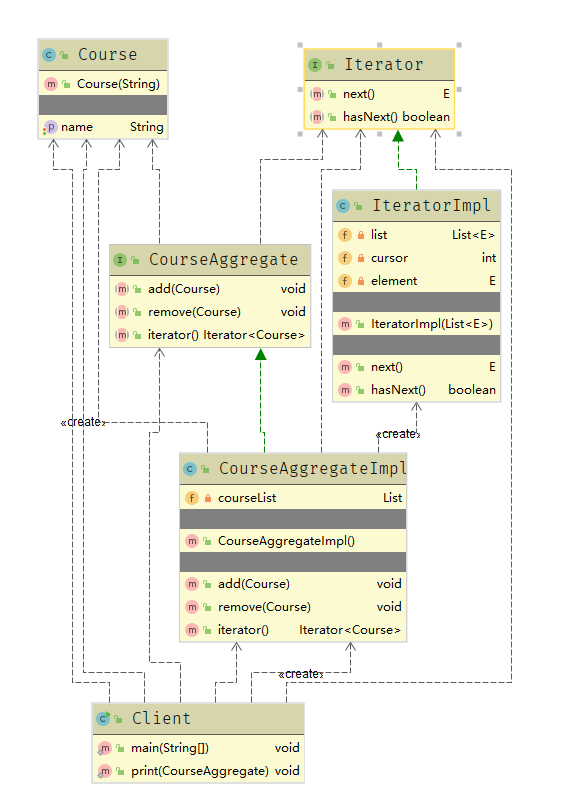 C Course
m Course(String)
p name String
I Iterator
m next() E
m hasNext() boolean
C IteratorImpl
f list List<E>
f cursor int
f element E
m IteratorImpl(List<E>)
m next() E
m hasNext() boolean
I CourseAggregate
m add(Course) void
m remove(Course) void
m iterator() Iterator<Course>
«create»
«create»
C CourseAggregateImpl
f courseList List
m CourseAggregateImpl()
m add(Course) void
m remove(Course) void
m iterator() Iterator<Course>
«create»
C Client
m main(String[]) void
m print(CourseAggregate) void